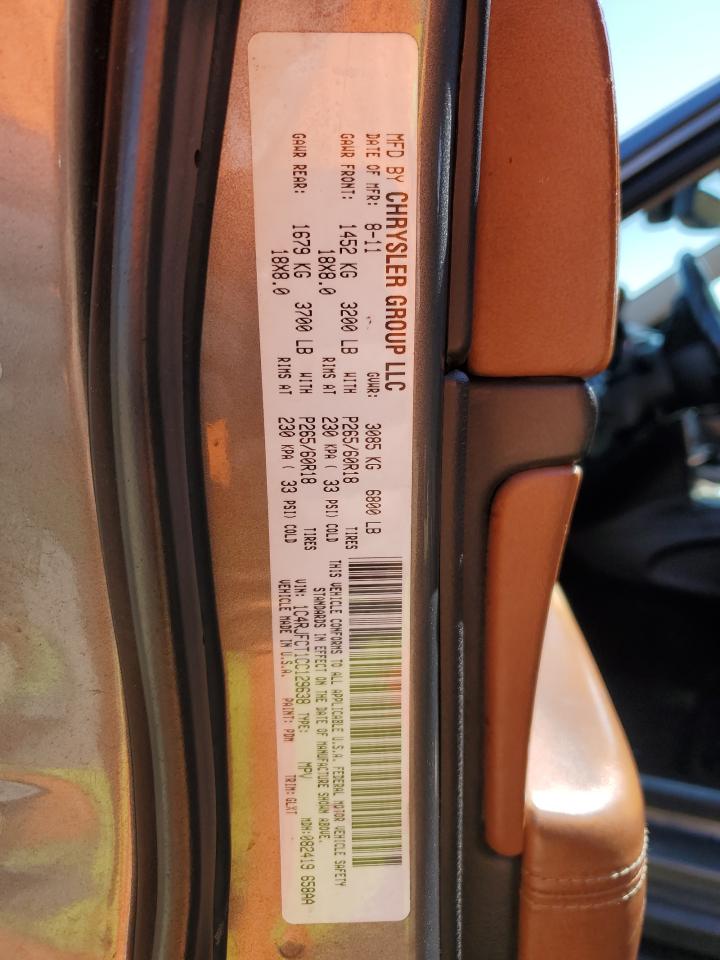 MFD BY CHRYSLER GROUP LLC
DATE OF MFR: 8-11 GVWR: 3085 KG 6800 LB
GAWR FRONT: 1452 KG 3200 LB WITH P265/60R18 TIRES
18X8.0 RIMS AT 230 KPA ( 33 PSI) COLD
GAWR REAR: 1679 KG 3700 LB WITH P265/60R18 TIRES
18X8.0 RIMS AT 230 KPA ( 33 PSI) COLD
THIS VEHICLE CONFORMS TO ALL APPLICABLE U.S.A. FEDERAL MOTOR VEHICLE SAFETY
STANDARDS IN EFFECT ON THE DATE OF MANUFACTURE SHOWN ABOVE.
VIN: 1C4RJFCT1CC129638 TYPE: MPV MDH:082419 658AA
VEHICLE MADE IN U.S.A. PAINT: PDM TRIM: GLXT